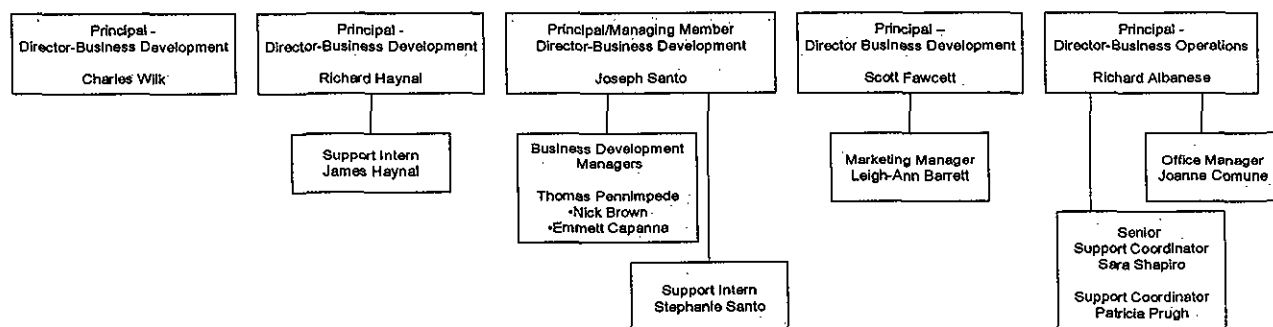 Principal -
Director-Business Development
Charles Wilk
Principal -
Director-Business Development
Richard Haynal
Principal/Managing Member
Director-Business Development
Joseph Santo
Principal –
Director Business Development
Scott Fawcett
Principal -
Director-Business Operations
Richard Albanese
Support Intern
James Haynal
Business Development
Managers
Thomas Pennimpede
•Nick Brown
•Emmett Capanna
Marketing Manager
Leigh-Ann Barrett
Office Manager
Joanne Comune
Support Intern
Stephanie Santo
Senior
Support Coordinator
Sara Shapiro
Support Coordinator
Patricia Prugh